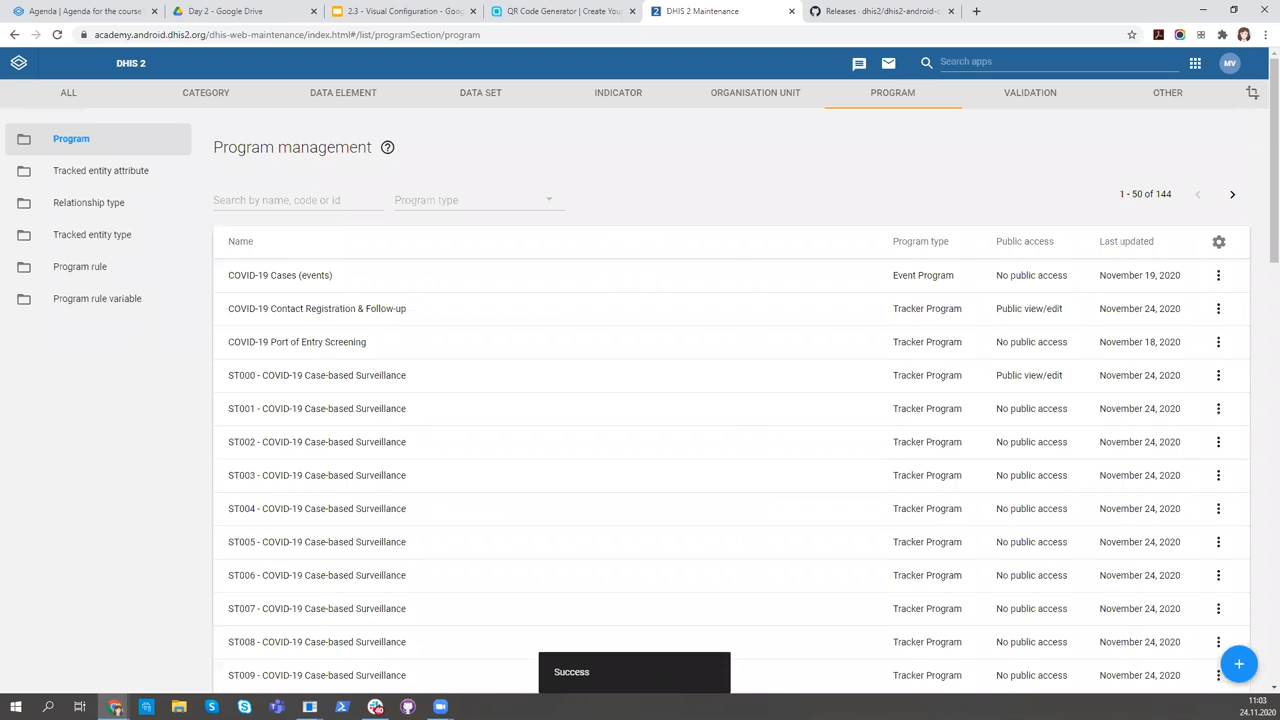 Agenda | Agenda for the course
Day 2 - Google Drive
2.3 - Visual Configuration - Goog
QR Code Generator | Create You
DHIS 2 Maintenance
Releases · dhis2/dhis2-android-c
academy.android.dhis2.org/dhis-web-maintenance/index.html#/list/programSection/program
DHIS 2
Search apps
MV
ALL
CATEGORY
DATA ELEMENT
DATA SET
INDICATOR
ORGANISATION UNIT
PROGRAM
VALIDATION
OTHER
Program
Tracked entity attribute
Relationship type
Tracked entity type
Program rule
Program rule variable
Program management
Search by name, code or id
Program type
1 - 50 of 144
Name Program type Public access Last updated
COVID-19 Cases (events) Event Program No public access November 19, 2020
COVID-19 Contact Registration & Follow-up Tracker Program Public view/edit November 24, 2020
COVID-19 Port of Entry Screening Tracker Program No public access November 18, 2020
ST000 - COVID-19 Case-based Surveillance Tracker Program Public view/edit November 24, 2020
ST001 - COVID-19 Case-based Surveillance Tracker Program No public access November 24, 2020
ST002 - COVID-19 Case-based Surveillance Tracker Program No public access November 24, 2020
ST003 - COVID-19 Case-based Surveillance Tracker Program No public access November 24, 2020
ST004 - COVID-19 Case-based Surveillance Tracker Program No public access November 24, 2020
ST005 - COVID-19 Case-based Surveillance Tracker Program No public access November 24, 2020
ST006 - COVID-19 Case-based Surveillance Tracker Program No public access November 24, 2020
ST007 - COVID-19 Case-based Surveillance Tracker Program No public access November 24, 2020
ST008 - COVID-19 Case-based Surveillance Tracker Program No public access November 24, 2020
ST009 - COVID-19 Case-based Surveillance Tracker Program No public access November 24, 2020
Success
11:03
24.11.2020